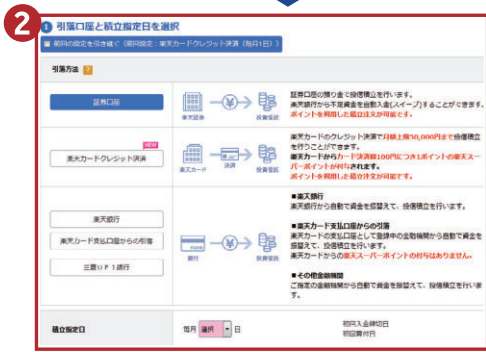 2
1 引落口座と積立指定日を選択
前回の設定を引き継ぐ(前回設定：楽天カードクレジット決済(毎月1日))
引落方法 ?
証券口座
楽天証券
投資信託
証券口座の預り金で投信積立を行います。
楽天銀行から不足資金を自動入金(スイープ)することができます。
ポイントを利用した積立注文が可能です。
NEW
楽天カードクレジット決済
楽天カード
決済
投資信託
楽天カードのクレジット決済で月額上限50,000円まで投信積立
を行うことができます。
楽天カードからカード決済額100円につき1ポイントの楽天スー
パーポイントが付与されます。
ポイントを利用した積立注文が可能です。
楽天銀行
楽天カード支払口座からの引落
三菱UFJ銀行
銀行
投資信託
■楽天銀行
楽天銀行から自動で資金を振替えて、投信積立を行います。
■楽天カード支払口座からの引落
楽天カードの支払口座として登録中の金融機関から自動で資金を
振替えて、投信積立を行います。
楽天カードからの楽天スーパーポイントの付与はありません。
■その他金融機関
ご指定の金融機関から自動で資金を振替えて、投信積立を行いま
す。
積立指定日
毎月 選択 日
初回入金締切日
初回買付日